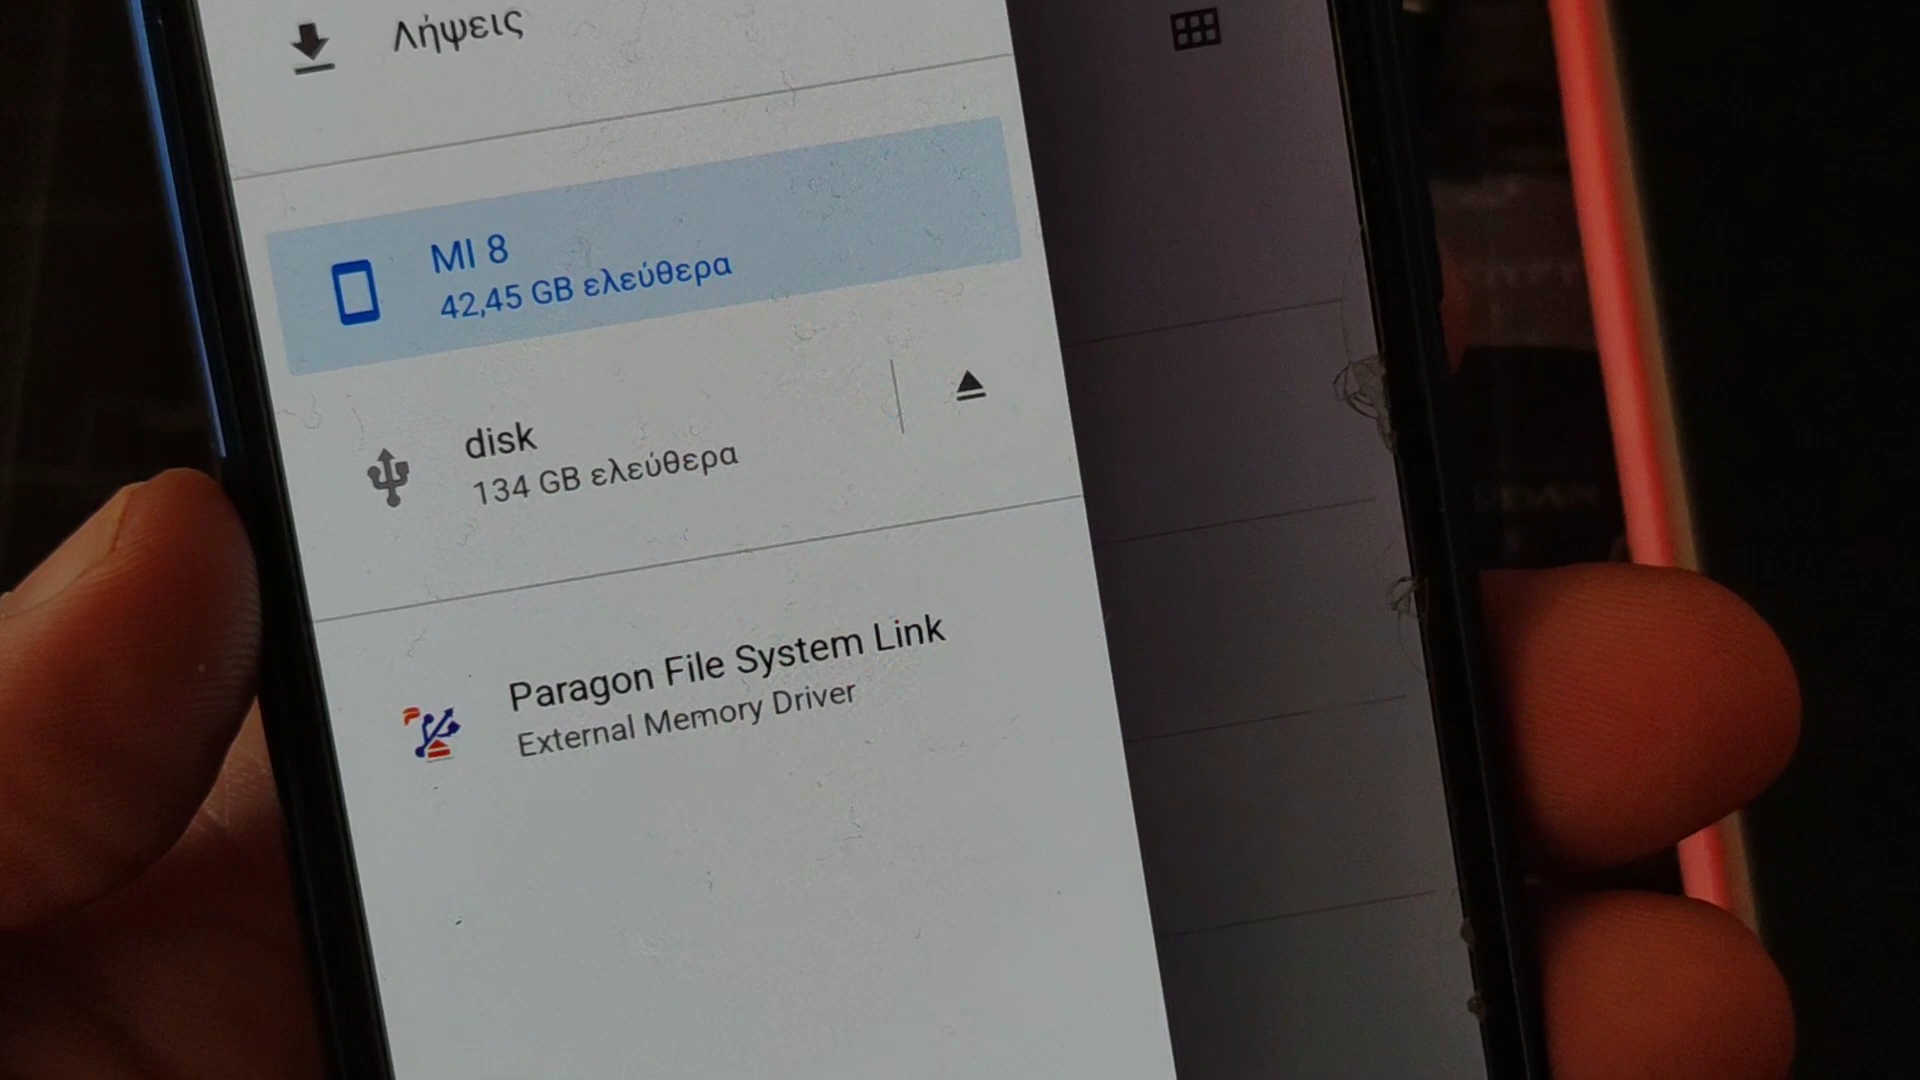 Λήψεις
MI 8
42,45 GB ελεύθερα
disk
134 GB ελεύθερα
Paragon File System Link
External Memory Driver